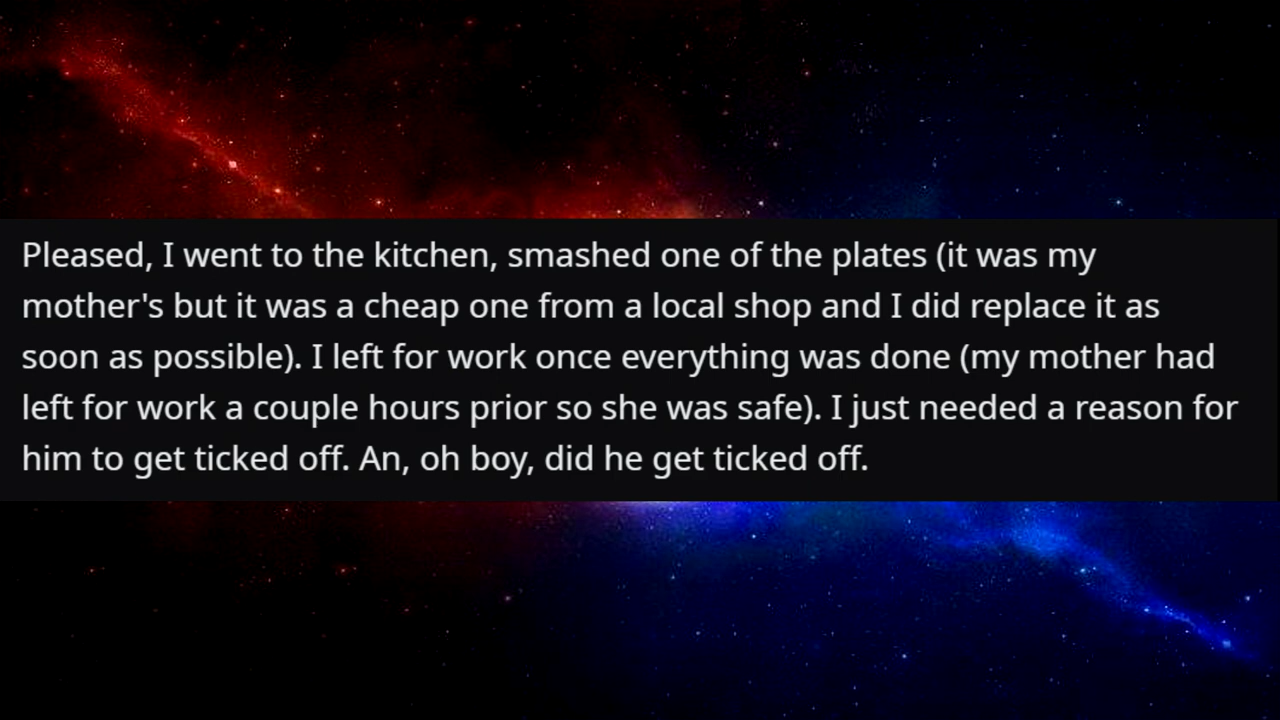 Pleased, I went to the kitchen, smashed one of the plates (it was my
mother's but it was a cheap one from a local shop and I did replace it as
soon as possible). I left for work once everything was done (my mother had
left for work a couple hours prior so she was safe). I just needed a reason for
him to get ticked off. An, oh boy, did he get ticked off.